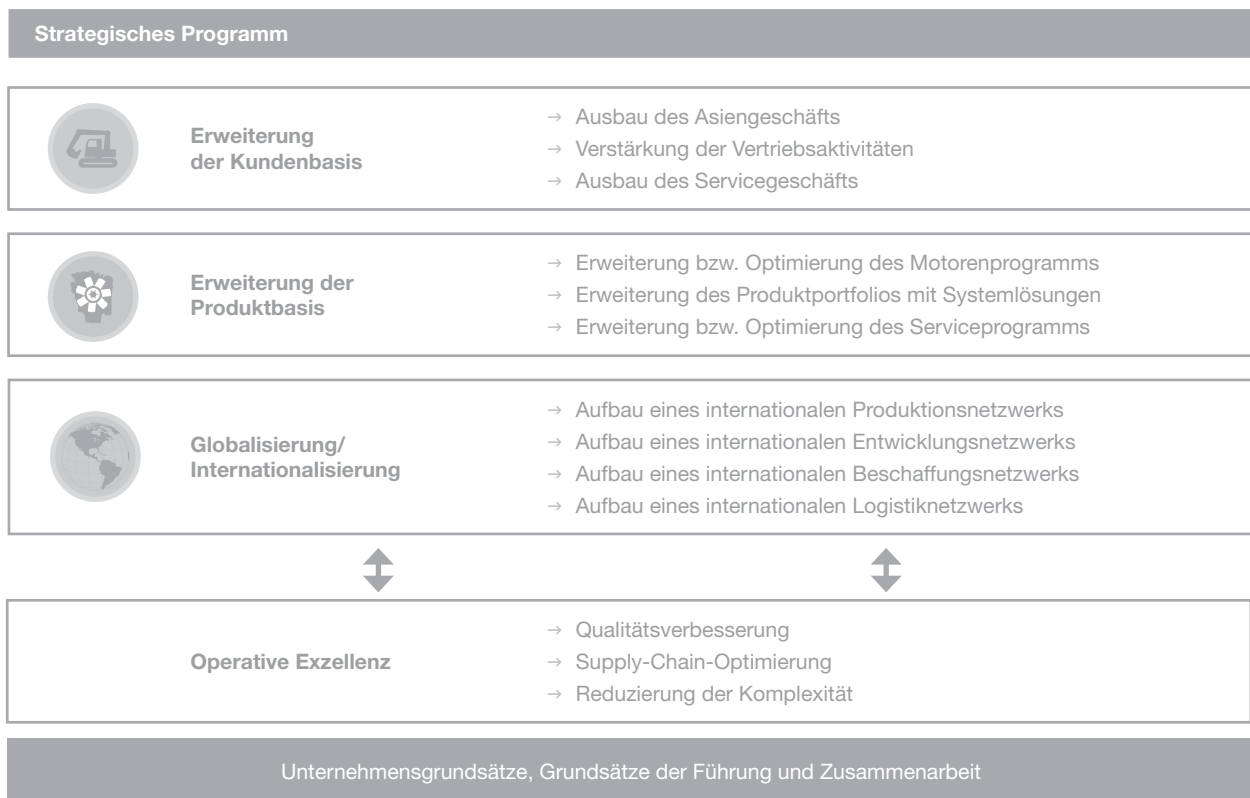 Strategisches Programm
Erweiterung
der Kundenbasis
→ Ausbau des Asiengeschäfts
→ Verstärkung der Vertriebsaktivitäten
→ Ausbau des Servicegeschäfts
Erweiterung der
Produktbasis
→ Erweiterung bzw. Optimierung des Motorenprogramms
→ Erweiterung des Produktportfolios mit Systemlösungen
→ Erweiterung bzw. Optimierung des Serviceprogramms
Globalisierung/
Internationalisierung
→ Aufbau eines internationalen Produktionsnetzwerks
→ Aufbau eines internationalen Entwicklungsnetzwerks
→ Aufbau eines internationalen Beschaffungsnetzwerks
→ Aufbau eines internationalen Logistiknetzwerks
Operative Exzellenz
→ Qualitätsverbesserung
→ Supply-Chain-Optimierung
→ Reduzierung der Komplexität
Unternehmensgrundsätze, Grundsätze der Führung und Zusammenarbeit